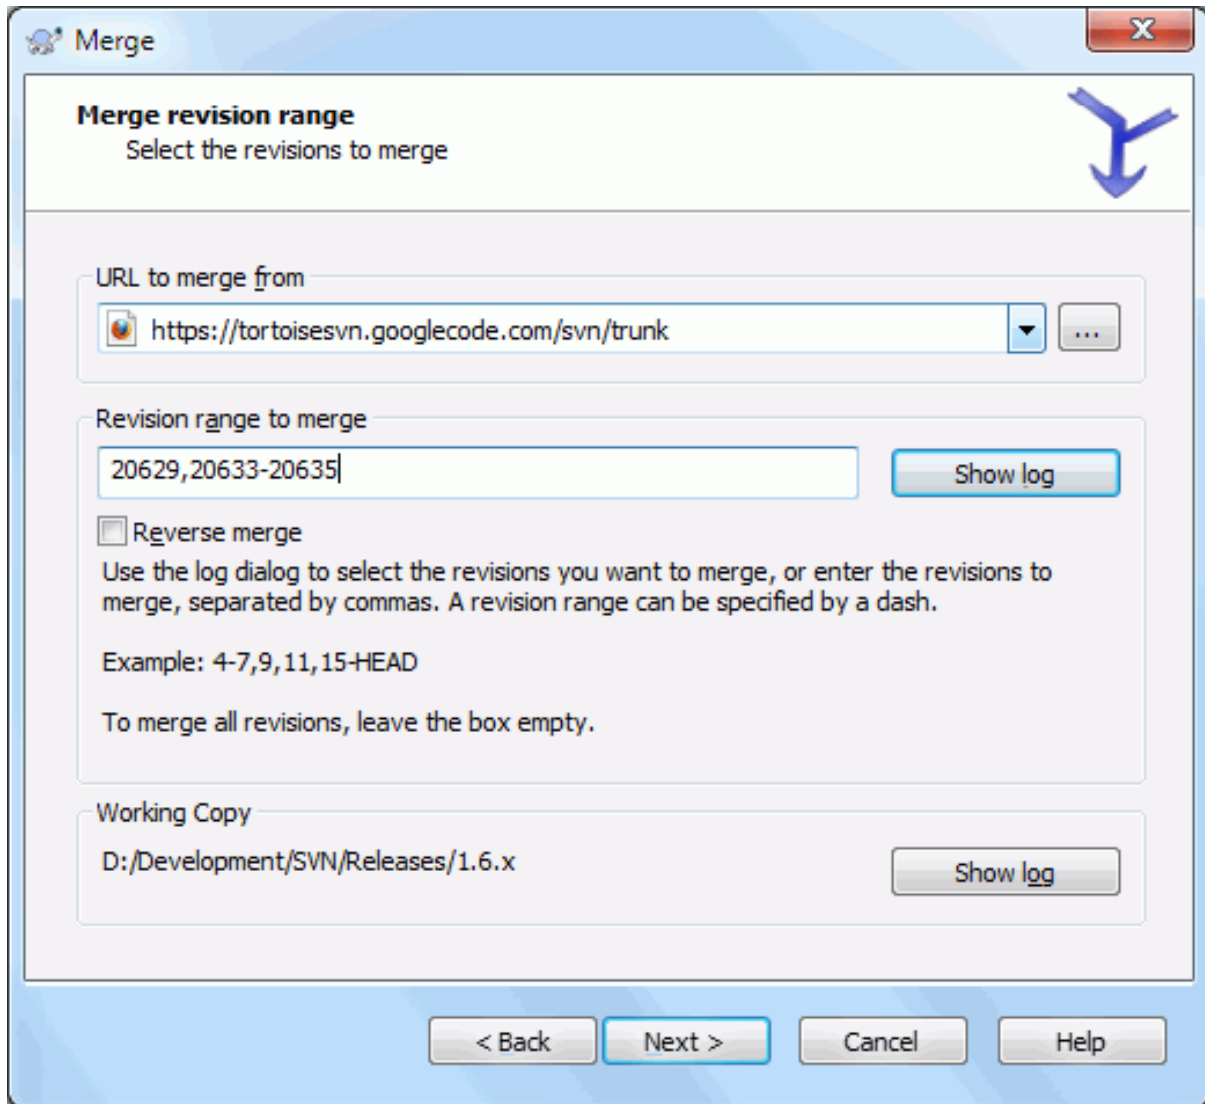 Merge
Merge revision range
Select the revisions to merge
URL to merge from
https://tortoisesvn.googlecode.com/svn/trunk
...
Revision range to merge
20629,20633-20635
Show log
Reverse merge
Use the log dialog to select the revisions you want to merge, or enter the revisions to
merge, separated by commas. A revision range can be specified by a dash.
Example: 4-7,9,11,15-HEAD
To merge all revisions, leave the box empty.
Working Copy
D:/Development/SVN/Releases/1.6.x
Show log
< Back
Next >
Cancel
Help